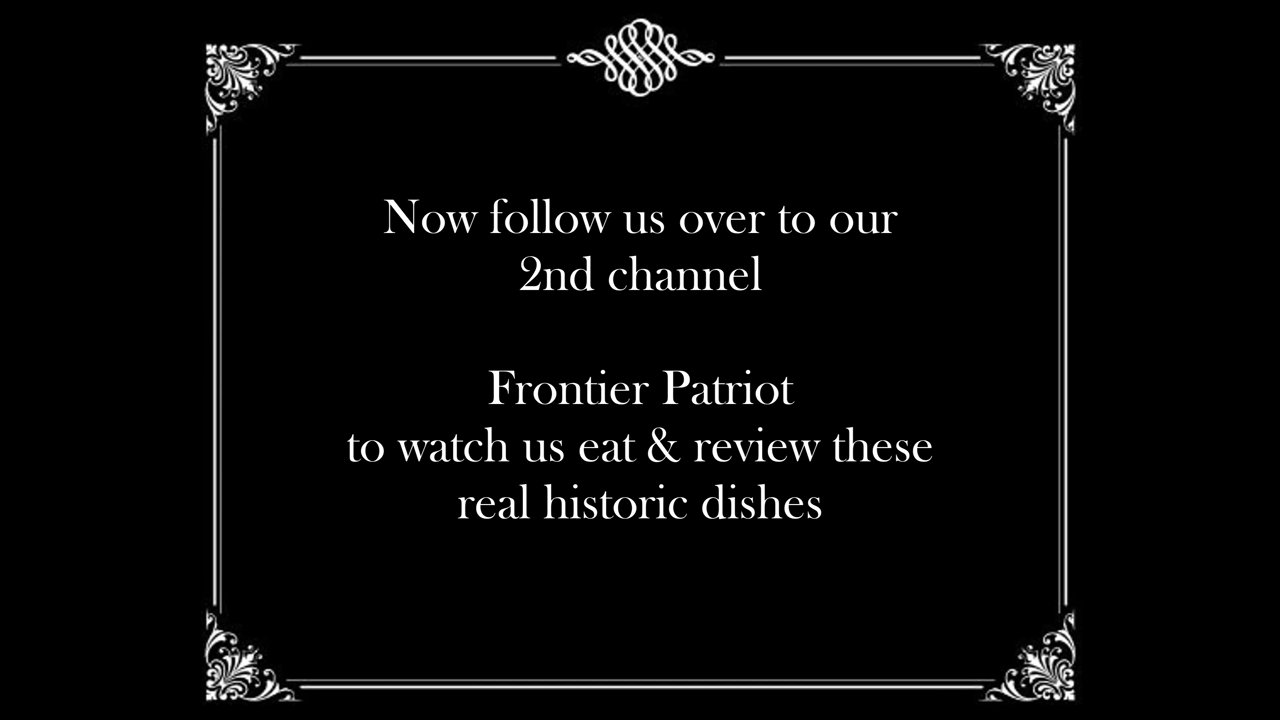 Now follow us over to our
2nd channel
Frontier Patriot
to watch us eat & review these
real historic dishes